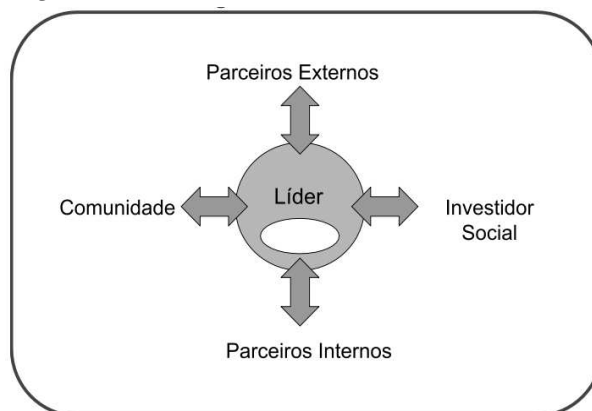 Parceiros Externos
Líder
Comunidade
Investidor
Social
Parceiros Internos